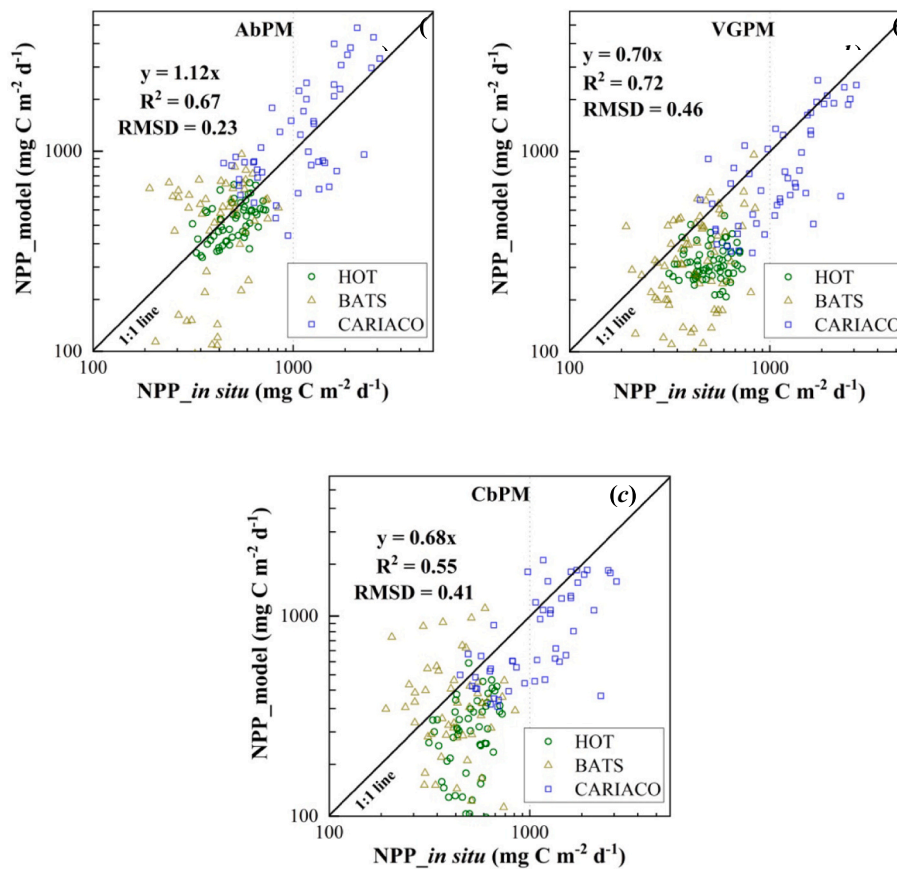 AbPM
(
y = 1.12x
R² = 0.67
RMSD = 0.23
1000
100
NPP_model (mg C m⁻² d⁻¹)
1:1 line
HOT
BATS
CARIACO
100
1000
NPP_in situ (mg C m⁻² d⁻¹)
VGPM
y = 0.70x
R² = 0.72
RMSD = 0.46
1000
100
NPP_model (mg C m⁻² d⁻¹)
1:1 line
HOT
BATS
CARIACO
100
1000
NPP_in situ (mg C m⁻² d⁻¹)
CbPM
(c)
y = 0.68x
R² = 0.55
RMSD = 0.41
1000
100
NPP_model (mg C m⁻² d⁻¹)
1:1 line
HOT
BATS
CARIACO
100
1000
NPP_in situ (mg C m⁻² d⁻¹)